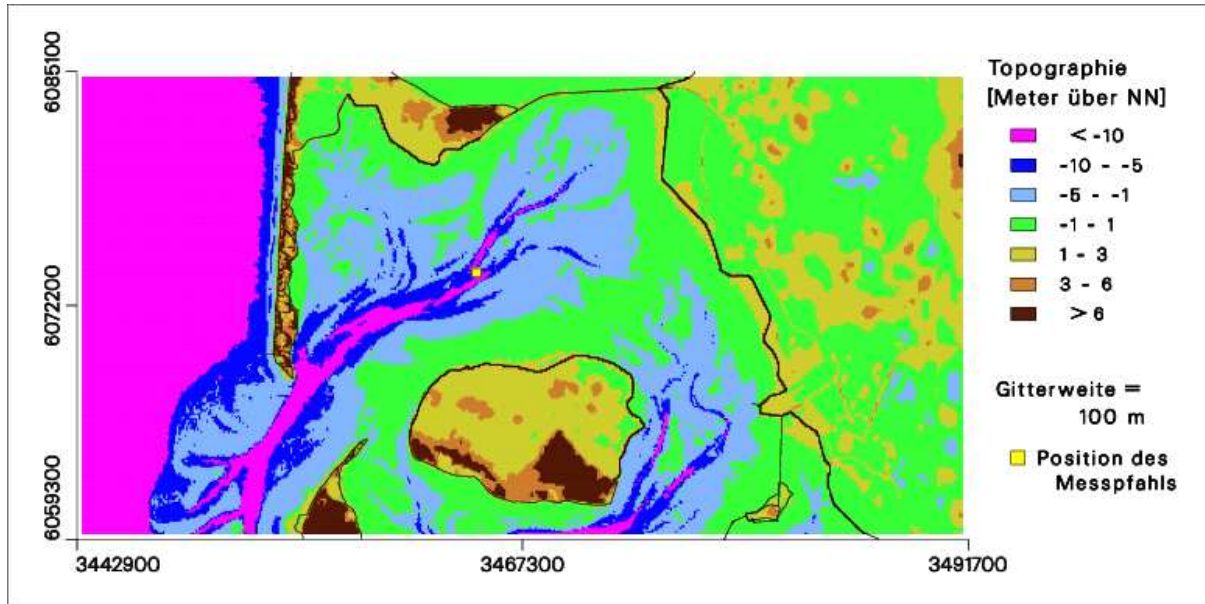 6085100
6072200
6059300
3442900
3467300
3491700
Topographie
[Meter über NN]
< -10
-10 - -5
-5 - -1
-1 - 1
1 - 3
3 - 6
> 6
Gitterweite =
100 m
Position des
Messpfahls